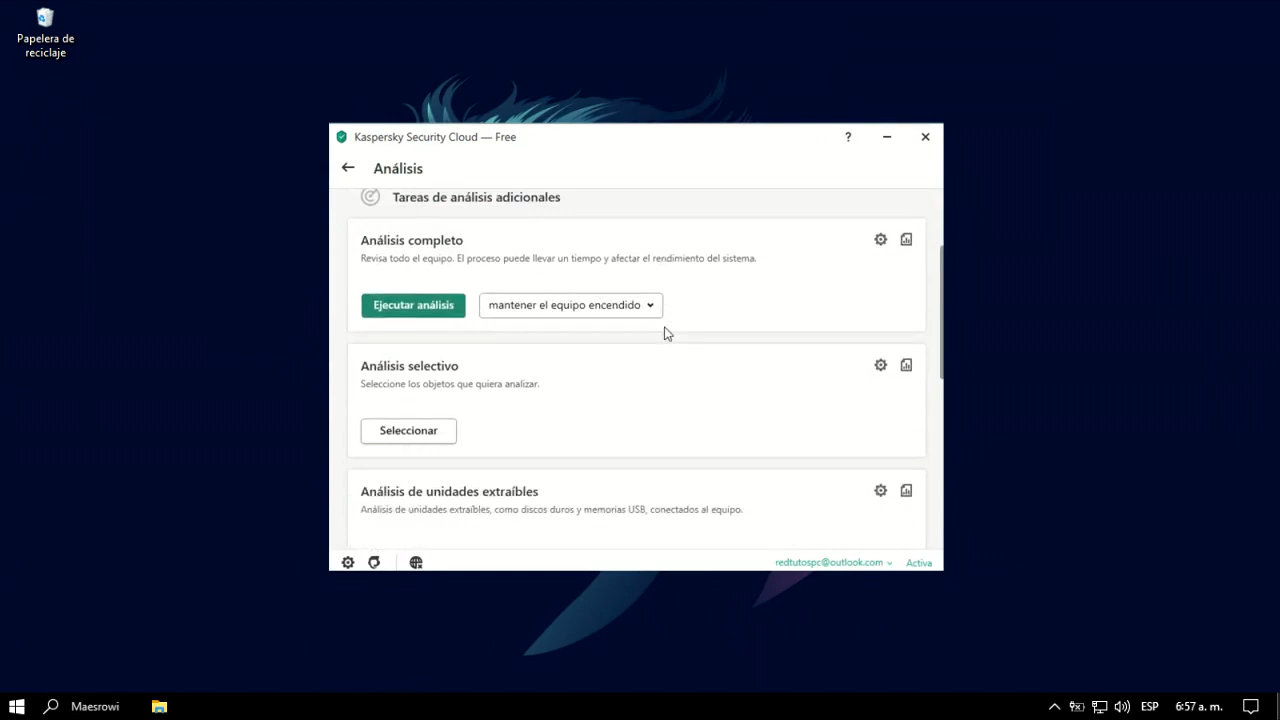 Papelera de
reciclaje
Kaspersky Security Cloud — Free
?
Análisis
Tareas de análisis adicionales
Análisis completo
Revisa todo el equipo. El proceso puede llevar un tiempo y afectar el rendimiento del sistema.
Ejecutar análisis
mantener el equipo encendido
Análisis selectivo
Seleccione los objetos que quiera analizar.
Seleccionar
Análisis de unidades extraíbles
Análisis de unidades extraíbles, como discos duros y memorias USB, conectados al equipo.
redtutospc@outlook.com
Activa
Maesrowi
ESP
6:57 a. m.